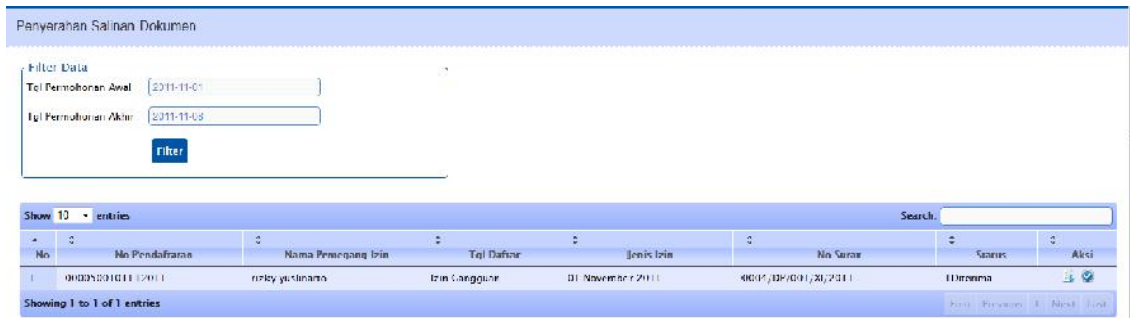 Penyerahan Salinan Dokumen
Filter Data
Tgl Permohonan Awal 2011-11-01
Tgl Permohonan Akhir 2011-11-08
Filter
Show 10 entries Search:
No No Pendaftaran Nama Pemegang Izin Tgl Daftar Jenis Izin No Surat Status Aksi
1 rizky yuslinarto Izin Gangguan 01 November 2011 Diterima
Showing 1 to 1 of 1 entries First Previous 1 Next Last